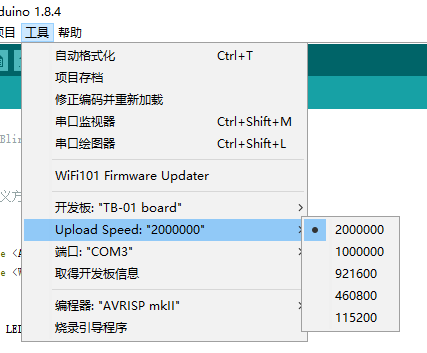 duino 1.8.4
项目 工具 帮助
自动格式化 Ctrl+T
项目存档
修正编码并重新加载
串口监视器 Ctrl+Shift+M
串口绘图器 Ctrl+Shift+L
WiFi101 Firmware Updater
开发板: "TB-01 board"
Upload Speed: "2000000"
端口: "COM3"
取得开发板信息
编程器: "AVRISP mkII"
烧录引导程序
2000000
1000000
921600
460800
115200
Blin
义方
e <A
e <W
LED